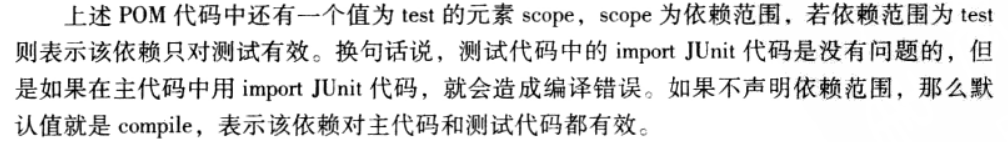 上述 POM 代码中还有一个值为 test 的元素 scope，scope 为依赖范围，若依赖范围为 test
则表示该依赖只对测试有效。换句话说，测试代码中的 import JUnit 代码是没有问题的，但
是如果在主代码中用 import JUnit 代码，就会造成编译错误。如果不声明依赖范围，那么默
认值就是 compile，表示该依赖对主代码和测试代码都有效。